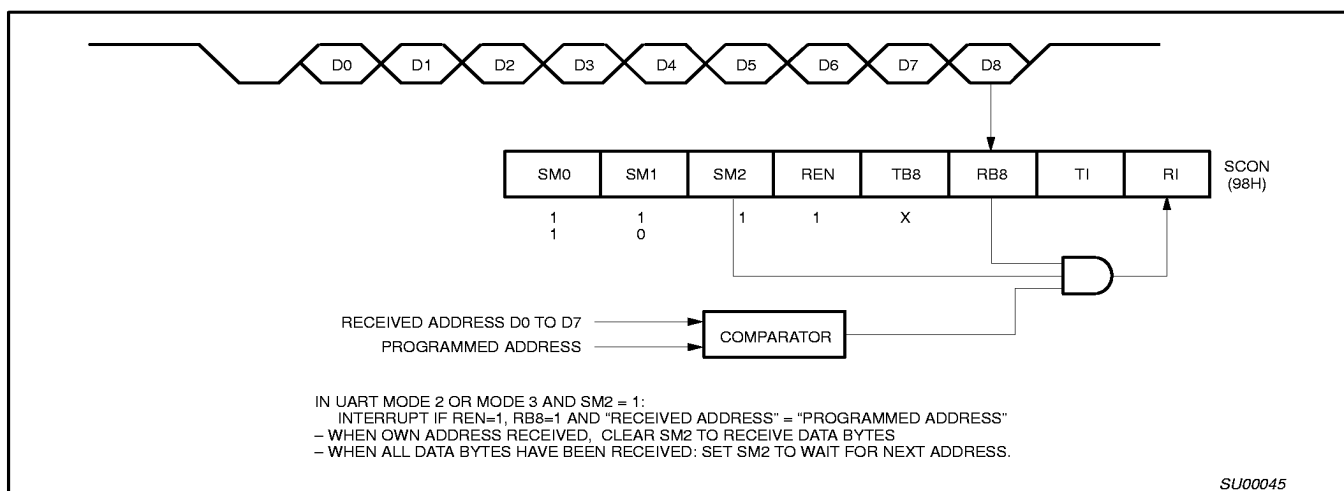 D0 D1 D2 D3 D4 D5 D6 D7 D8
SM0 SM1 SM2 REN TB8 RB8 TI RI
SCON
(98H)
1 1 1 1 X
1 0
RECEIVED ADDRESS D0 TO D7
PROGRAMMED ADDRESS
COMPARATOR
IN UART MODE 2 OR MODE 3 AND SM2 = 1:
INTERRUPT IF REN=1, RB8=1 AND “RECEIVED ADDRESS” = “PROGRAMMED ADDRESS”
– WHEN OWN ADDRESS RECEIVED, CLEAR SM2 TO RECEIVE DATA BYTES
– WHEN ALL DATA BYTES HAVE BEEN RECEIVED: SET SM2 TO WAIT FOR NEXT ADDRESS.
SU00045